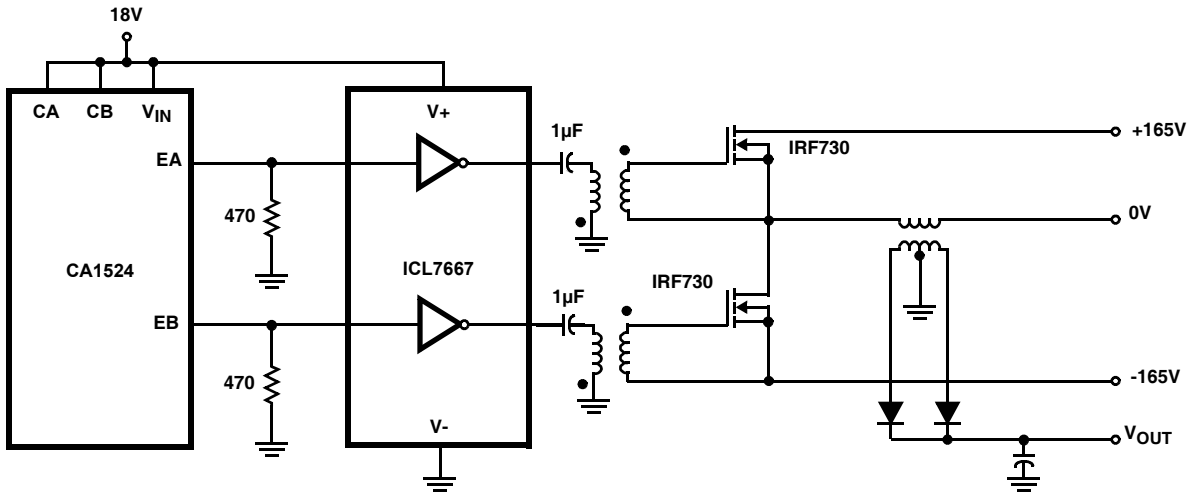 18V
CA CB VIN
V+
EA
1µF
IRF730
+165V
470
0V
CA1524
ICL7667
IRF730
EB
1µF
-165V
470
V-
VOUT